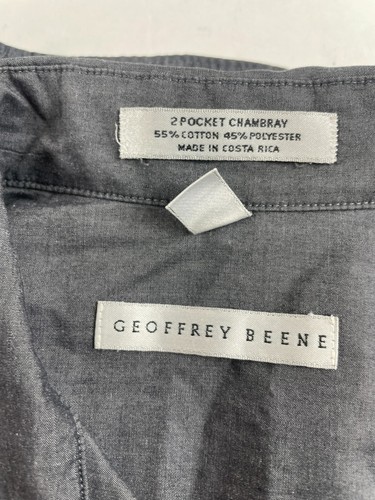 2 POCKET CHAMBRAY
55% COTTON 45% POLYESTER
MADE IN COSTA RICA
GEOFFREY BEENE